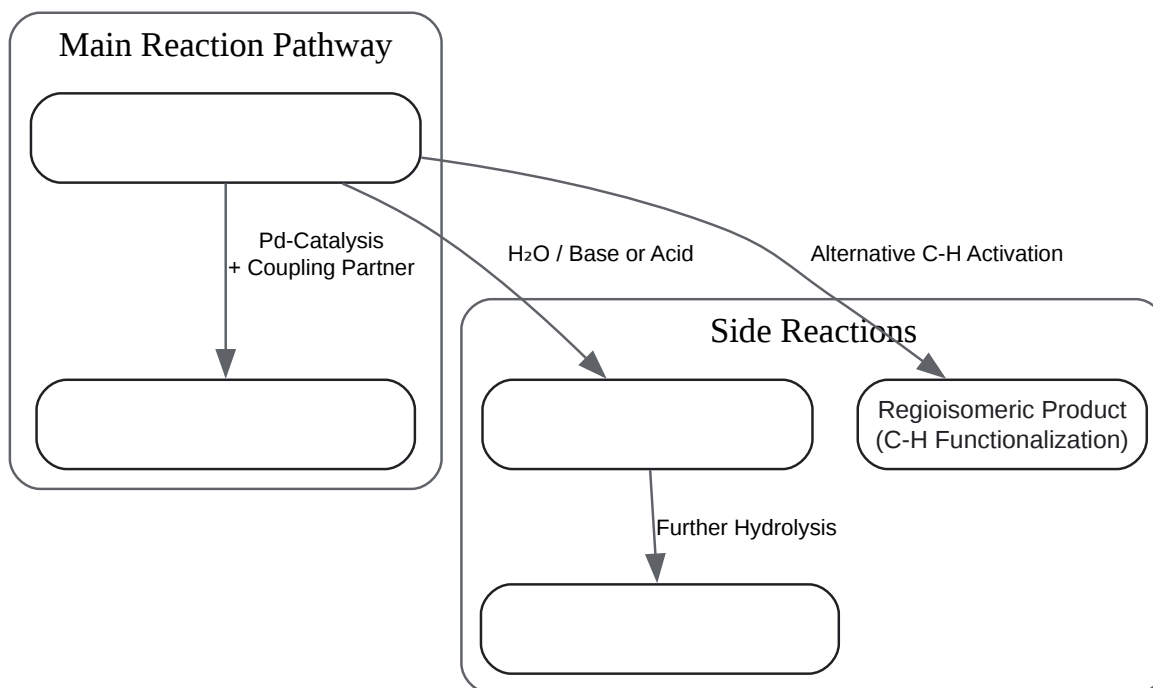 Main Reaction Pathway
Pd-Catalysis
+ Coupling Partner
H₂O / Base or Acid
Alternative C-H Activation
Side Reactions
Regioisomeric Product
(C-H Functionalization)
Further Hydrolysis